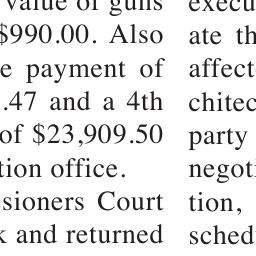 value of guns
$990.00. Also
e payment of
.47 and a 4th
of $23,909.50
tion office.
sioners Court
k and returned
execu
ate th
affect
chitec
party
negoti
tion,
sched